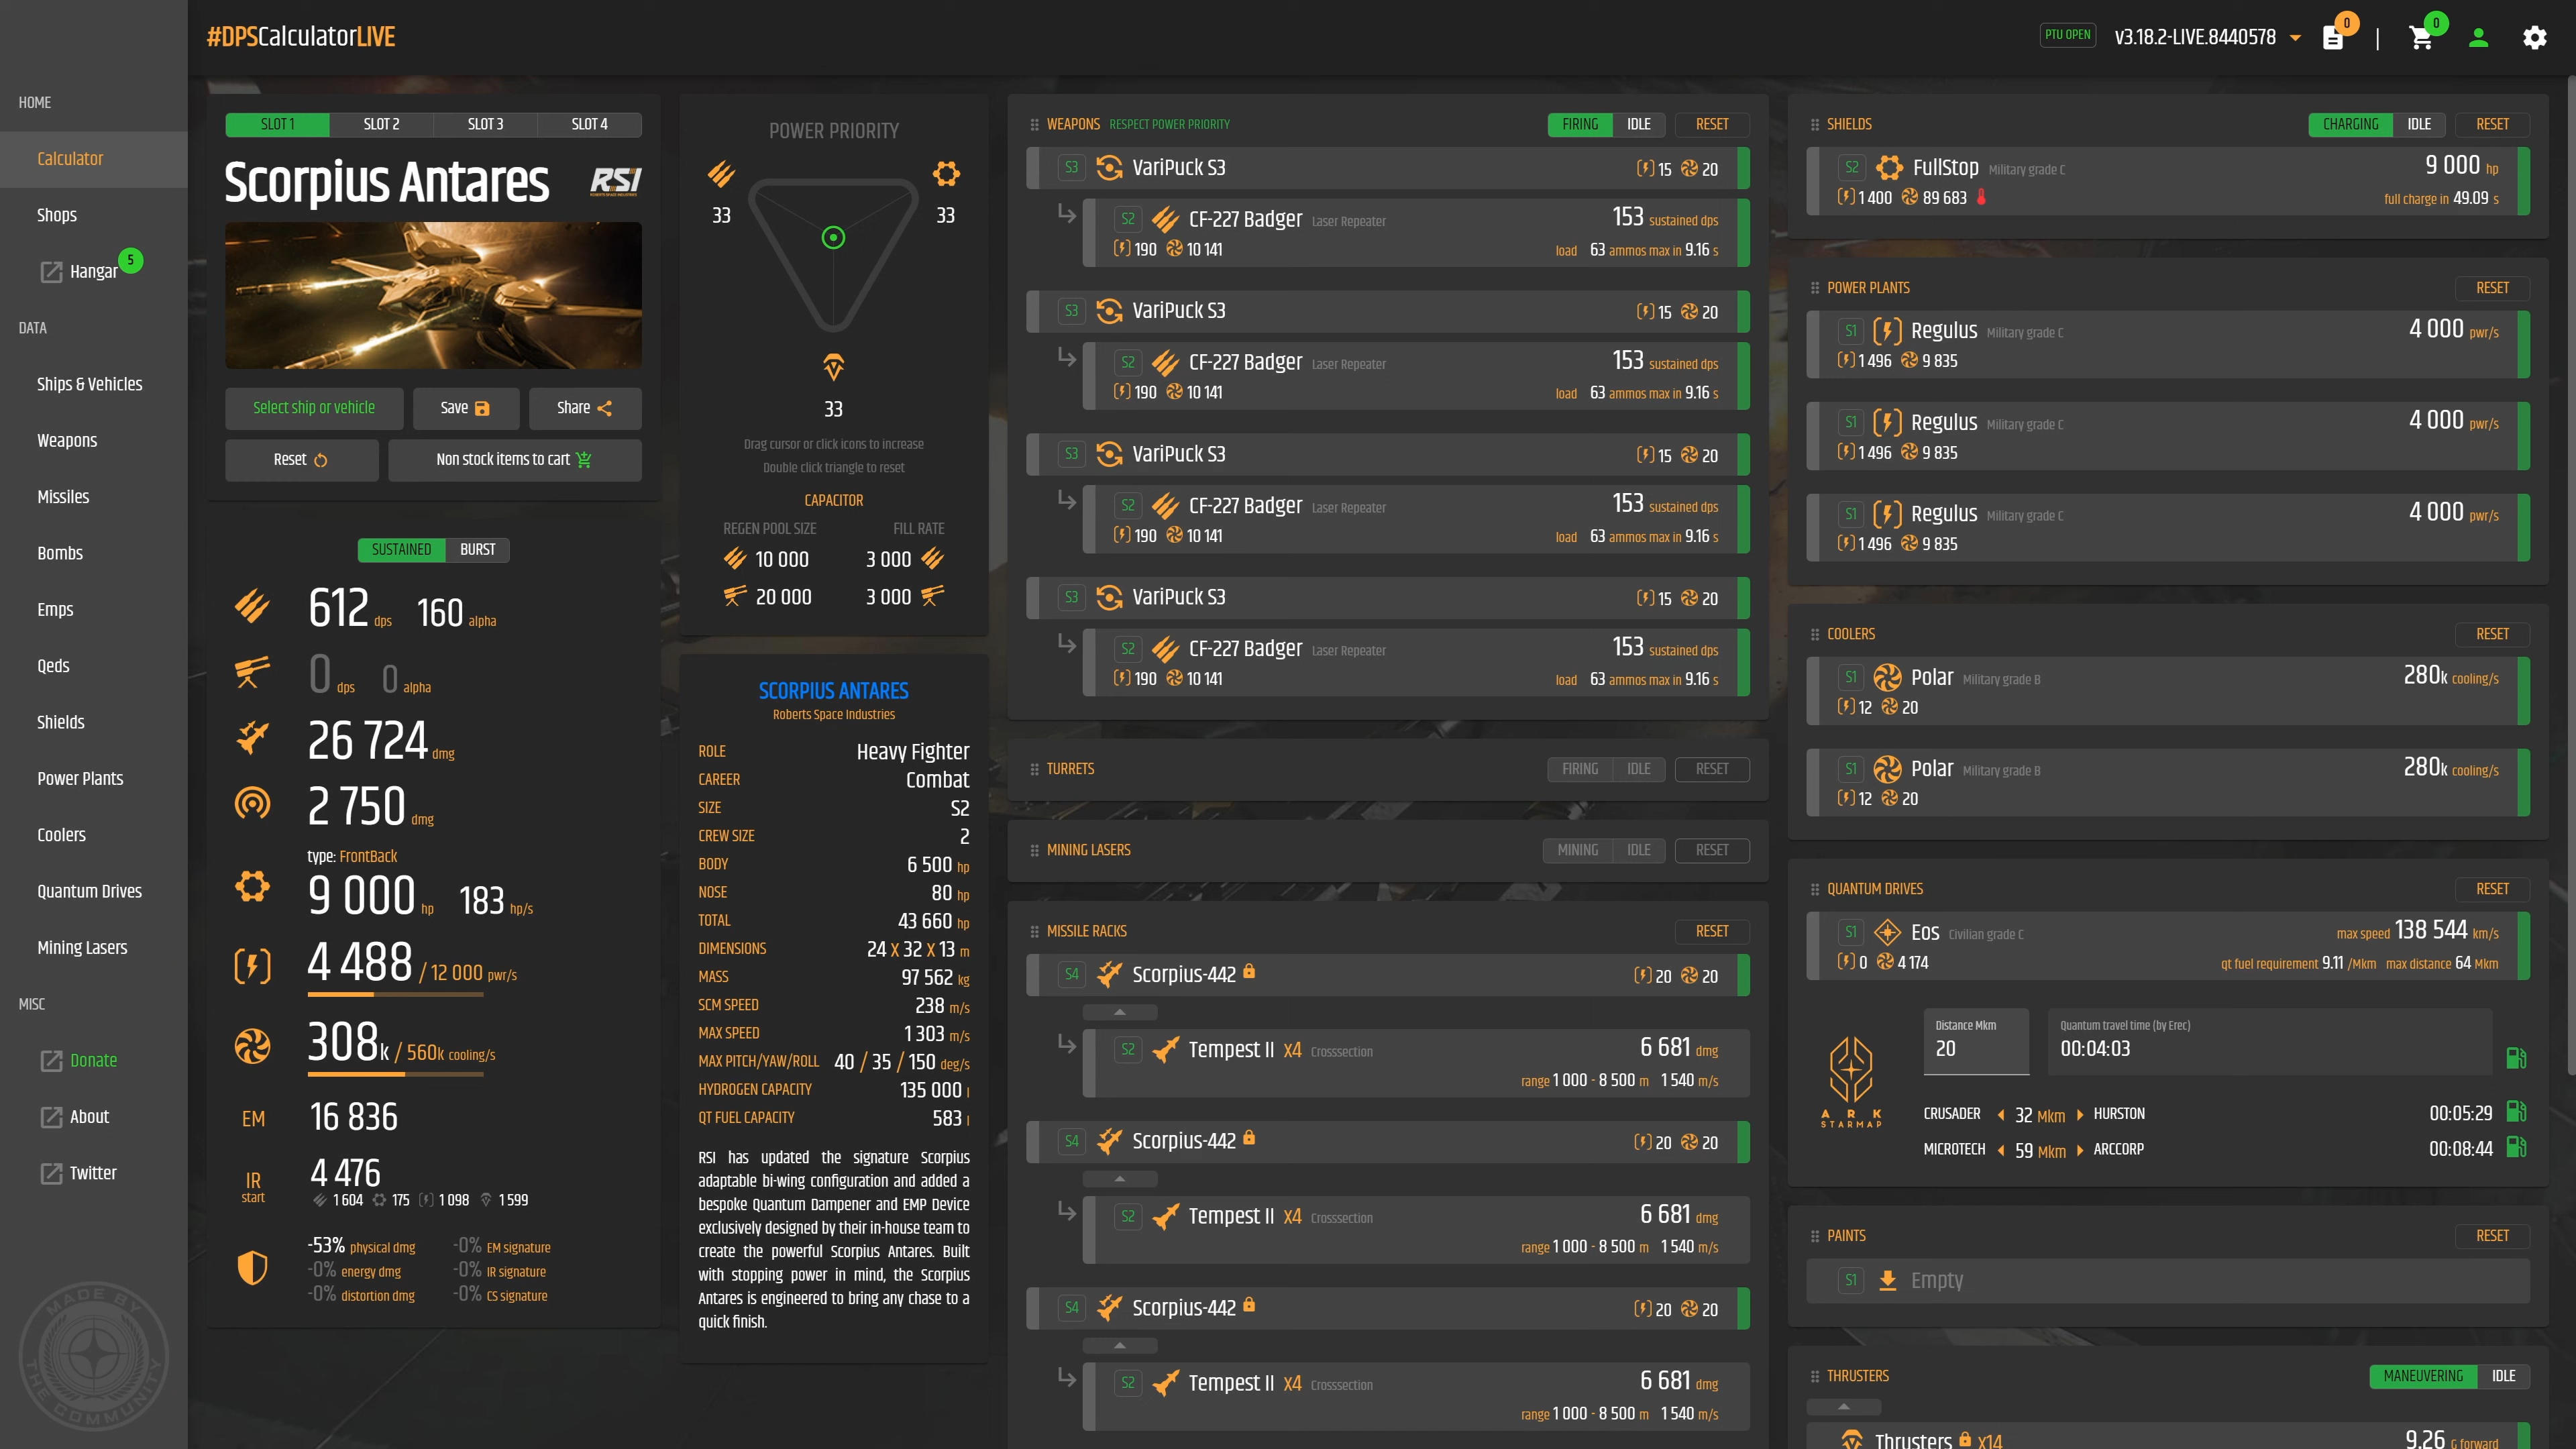 #DPSCalculatorLIVE
PTU OPEN
v3.18.2-LIVE.8440578
0
0
HOME
Calculator
Shops
Hangar 5
DATA
Ships & Vehicles
Weapons
Missiles
Bombs
Emps
Qeds
Shields
Power Plants
Coolers
Quantum Drives
Mining Lasers
MISC
Donate
About
Twitter
MADE BY THE COMMUNITY
SLOT 1 SLOT 2 SLOT 3 SLOT 4
Scorpius Antares
RSI
ROBERTS SPACE INDUSTRIES
Select ship or vehicle Save Share
Reset Non stock items to cart
SUSTAINED BURST
612 dps 160 alpha
0 dps 0 alpha
26 724 dmg
2 750 dmg
type: FrontBack
9 000 hp 183 hp/s
4 488 / 12 000 pwr/s
308k / 560k cooling/s
EM 16 836
IR start 4 476
1 604 175 1 098 1 599
-53% physical dmg -0% EM signature
-0% energy dmg -0% IR signature
-0% distortion dmg -0% CS signature
POWER PRIORITY
33 33
33
Drag cursor or click icons to increase
Double click triangle to reset
CAPACITOR
REGEN POOL SIZE FILL RATE
10 000 3 000
20 000 3 000
SCORPIUS ANTARES
Roberts Space Industries
ROLE Heavy Fighter
CAREER Combat
SIZE S2
CREW SIZE 2
BODY 6 500 hp
NOSE 80 hp
TOTAL 43 660 hp
DIMENSIONS 24 x 32 x 13 m
MASS 97 562 kg
SCM SPEED 238 m/s
MAX SPEED 1 303 m/s
MAX PITCH/YAW/ROLL 40 / 35 / 150 deg/s
HYDROGEN CAPACITY 135 000 l
QT FUEL CAPACITY 583 l
RSI has updated the signature Scorpius
adaptable bi-wing configuration and added a
bespoke Quantum Dampener and EMP Device
exclusively designed by their in-house team to
create the powerful Scorpius Antares. Built
with stopping power in mind, the Scorpius
Antares is engineered to bring any chase to a
quick finish.
WEAPONS RESPECT POWER PRIORITY FIRING IDLE RESET
S3 VariPuck S3 15 20
S2 CF-227 Badger Laser Repeater 153 sustained dps
190 10 141 load 63 ammos max in 9.16 s
S3 VariPuck S3 15 20
S2 CF-227 Badger Laser Repeater 153 sustained dps
190 10 141 load 63 ammos max in 9.16 s
S3 VariPuck S3 15 20
S2 CF-227 Badger Laser Repeater 153 sustained dps
190 10 141 load 63 ammos max in 9.16 s
S3 VariPuck S3 15 20
S2 CF-227 Badger Laser Repeater 153 sustained dps
190 10 141 load 63 ammos max in 9.16 s
TURRETS FIRING IDLE RESET
MINING LASERS MINING IDLE RESET
MISSILE RACKS RESET
S4 Scorpius-442 20 20
S2 Tempest II x4 Crosssection 6 681 dmg
range 1 000 - 8 500 m 1 540 m/s
S4 Scorpius-442 20 20
S2 Tempest II x4 Crosssection 6 681 dmg
range 1 000 - 8 500 m 1 540 m/s
S4 Scorpius-442 20 20
S2 Tempest II x4 Crosssection 6 681 dmg
range 1 000 - 8 500 m 1 540 m/s
SHIELDS CHARGING IDLE RESET
S2 FullStop Military grade C 9 000 hp
1 400 89 683 full charge in 49.09 s
POWER PLANTS RESET
S1 Regulus Military grade C 4 000 pwr/s
1 496 9 835
S1 Regulus Military grade C 4 000 pwr/s
1 496 9 835
S1 Regulus Military grade C 4 000 pwr/s
1 496 9 835
COOLERS RESET
S1 Polar Military grade B 280k cooling/s
12 20
S1 Polar Military grade B 280k cooling/s
12 20
QUANTUM DRIVES RESET
S1 Eos Civilian grade C max speed 138 544 km/s
0 4 174 qt fuel requirement 9.11 /Mkm max distance 64 Mkm
ARK
STARMAP
Distance Mkm
20
Quantum travel time (by Erec)
00:04:03
CRUSADER 32 Mkm HURSTON 00:05:29
MICROTECH 59 Mkm ARCCORP 00:08:44
PAINTS RESET
S1 Empty
THRUSTERS MANEUVERING IDLE
Thrusters x14 9.26 G forward